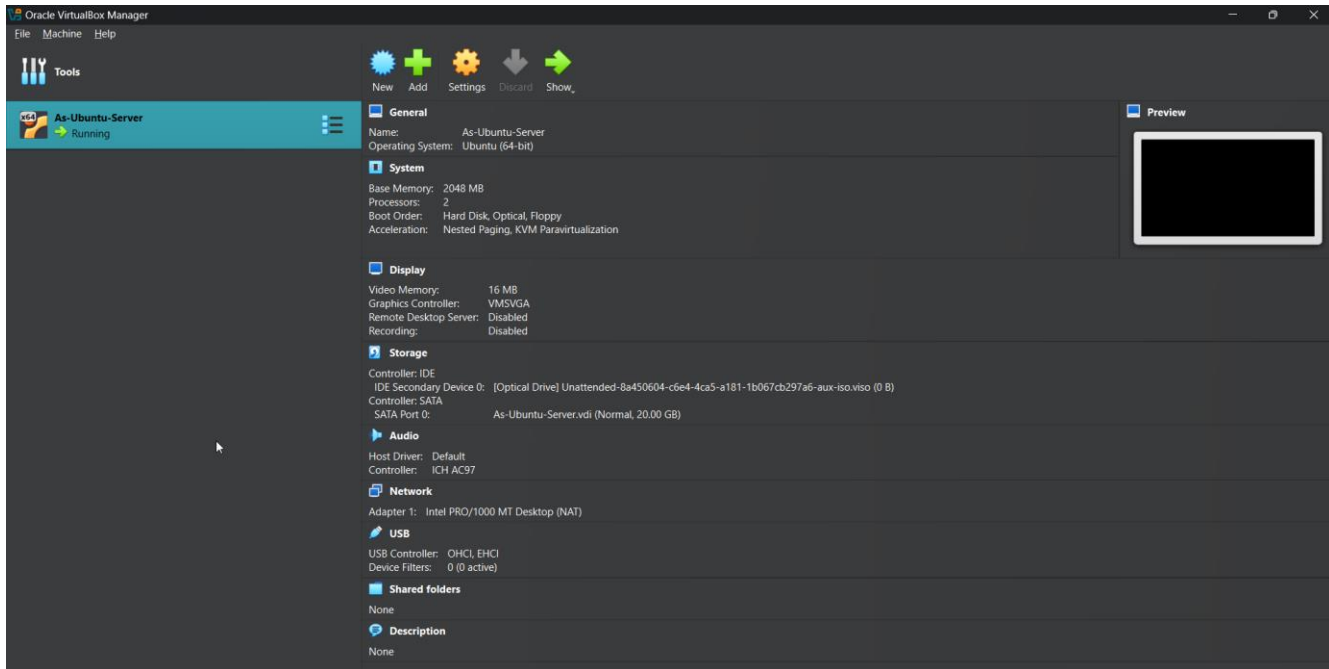 Oracle VirtualBox Manager
File Machine Help
Tools
New Add Settings Discard Show
As-Ubuntu-Server
Running
General
Name: As-Ubuntu-Server
Operating System: Ubuntu (64-bit)
System
Base Memory: 2048 MB
Processors: 2
Boot Order: Hard Disk, Optical, Floppy
Acceleration: Nested Paging, KVM Paravirtualization
Display
Video Memory: 16 MB
Graphics Controller: VMSVGA
Remote Desktop Server: Disabled
Recording: Disabled
Storage
Controller: IDE
IDE Secondary Device 0: [Optical Drive] Unattended-8a450604-c6e4-4ca5-a181-1b067cb297a6-aux-iso.viso (0 B)
Controller: SATA
SATA Port 0: As-Ubuntu-Server.vdi (Normal, 20.00 GB)
Audio
Host Driver: Default
Controller: ICH AC97
Network
Adapter 1: Intel PRO/1000 MT Desktop (NAT)
USB
USB Controller: OHCI, EHCI
Device Filters: 0 (0 active)
Shared folders
None
Description
None
Preview
x64